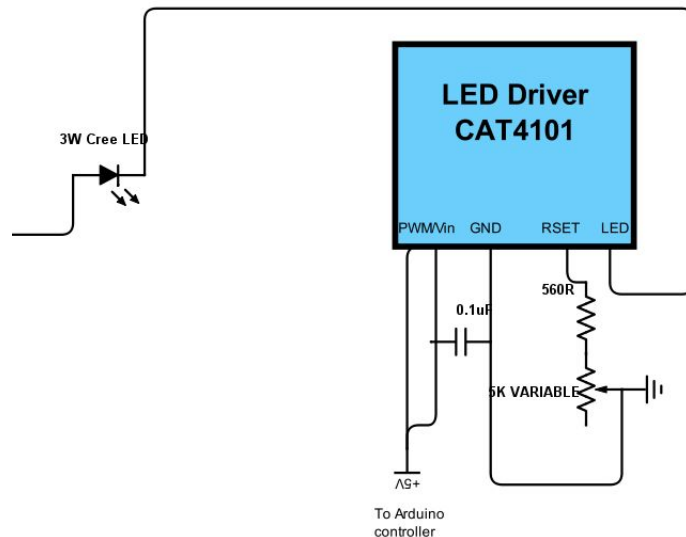 LED Driver
CAT4101
3W Cree LED
PWM/Vin GND RSET LED
560R
0.1uF
5K VARIABLE
+5V
To Arduino
controller